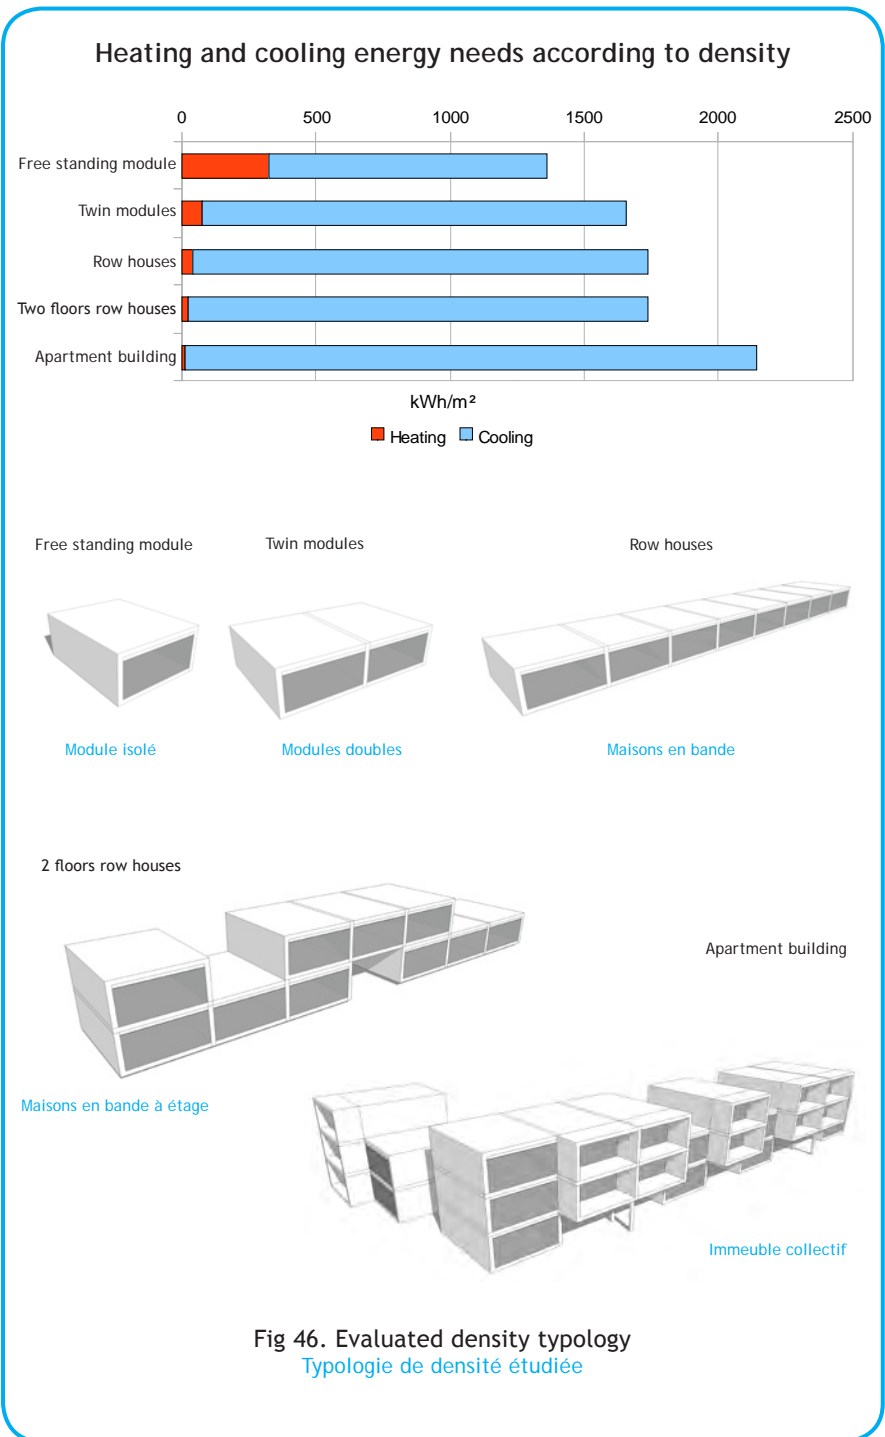 Heating and cooling energy needs according to density
0 500 1000 1500 2000 2500
Free standing module
Twin modules
Row houses
Two floors row houses
Apartment building
kWh/m²
Heating Cooling
Free standing module Twin modules Row houses
Module isolé Modules doubles Maisons en bande
2 floors row houses
Apartment building
Maisons en bande à étage
Immeuble collectif
Fig 46. Evaluated density typology
Typologie de densité étudiée